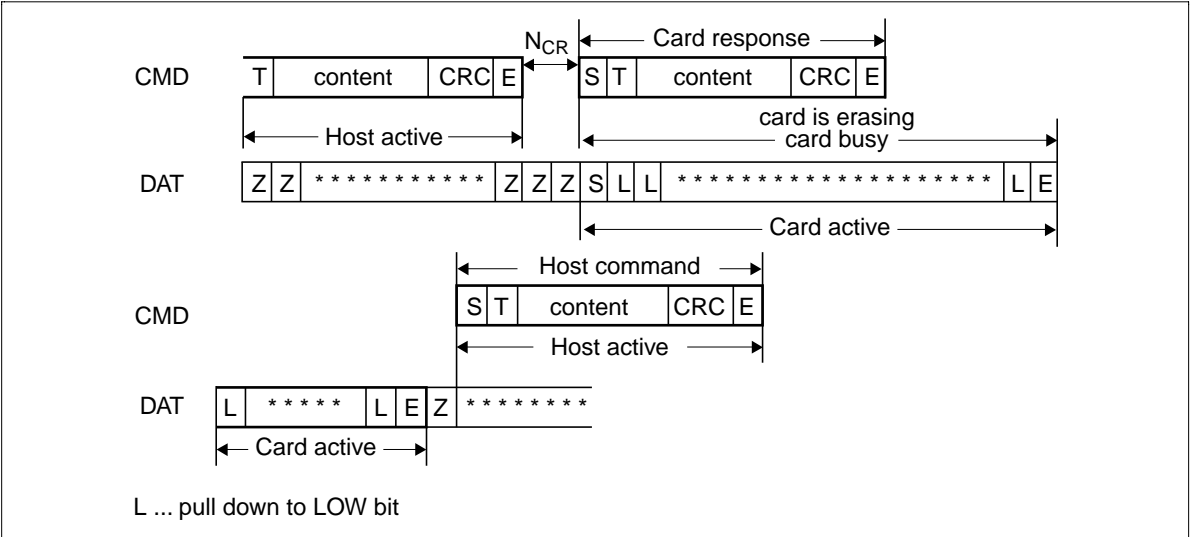 N_CR Card response
CMD T content CRC E S T content CRC E
Host active card is erasing
card busy
DAT Z Z * * * * * * * * * * * Z Z Z S L L * * * * * * * * * * * * * * * * * * * * L E
Card active
Host command
CMD S T content CRC E
Host active
DAT L * * * * * L E Z * * * * * * * *
Card active
L ... pull down to LOW bit